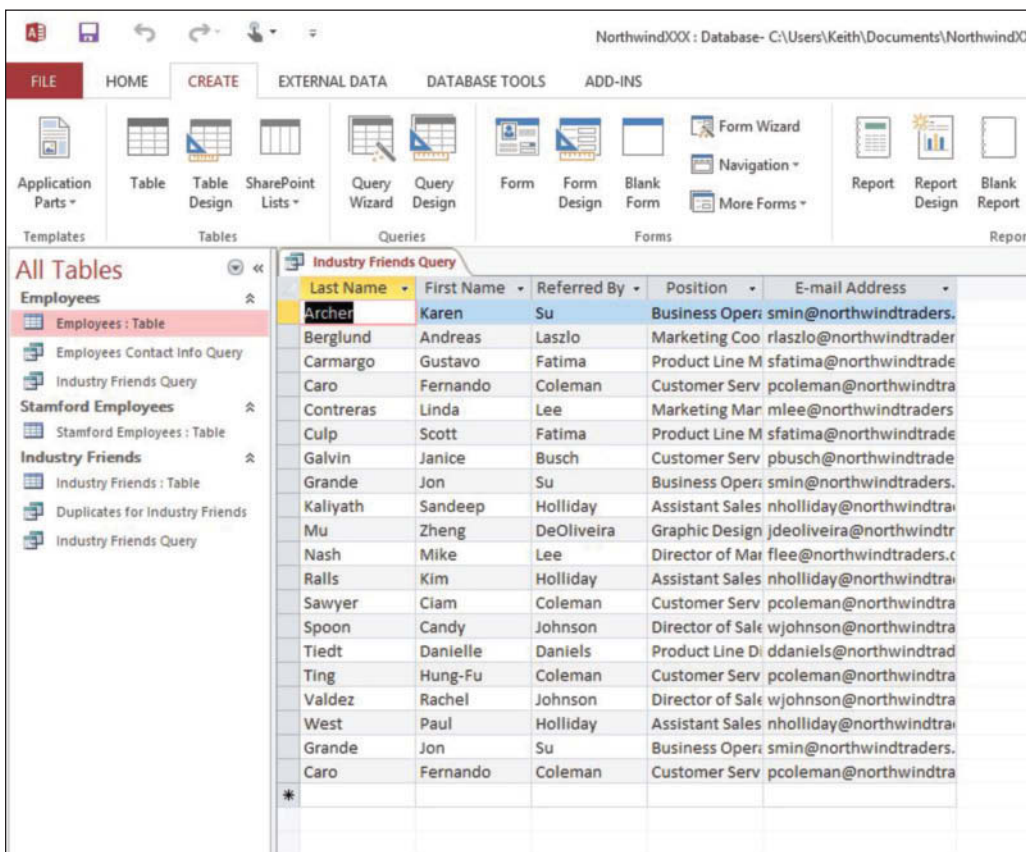 NorthwindXXX : Database- C:\Users\Keith\Documents\NorthwindXX
FILE HOME CREATE EXTERNAL DATA DATABASE TOOLS ADD-INS
Application Parts
Table
Table Design
SharePoint Lists
Query Wizard
Query Design
Form
Form Design
Blank Form
Form Wizard
Navigation
More Forms
Report
Report Design
Blank Report
Templates Tables Queries Forms Repor
All Tables
Employees
Employees : Table
Employees Contact Info Query
Industry Friends Query
Stamford Employees
Stamford Employees : Table
Industry Friends
Industry Friends : Table
Duplicates for Industry Friends
Industry Friends Query
Industry Friends Query
Last Name First Name Referred By Position E-mail Address
Archer Karen Su Business Opera smin@northwindtraders.
Berglund Andreas Laszlo Marketing Coo rlaszlo@northwindtrader
Carmargo Gustavo Fatima Product Line M sfatima@northwindtrade
Caro Fernando Coleman Customer Serv pcoleman@northwindtra
Contreras Linda Lee Marketing Man mlee@northwindtraders
Culp Scott Fatima Product Line M sfatima@northwindtrade
Galvin Janice Busch Customer Serv pbusch@northwindtrade
Grande Jon Su Business Opera smin@northwindtraders.
Kaliyath Sandeep Holliday Assistant Sales nholliday@northwindtra
Mu Zheng DeOliveira Graphic Design jdeoliveira@northwindtr
Nash Mike Lee Director of Mar flee@northwindtraders.c
Ralls Kim Holliday Assistant Sales nholliday@northwindtra
Sawyer Ciam Coleman Customer Serv pcoleman@northwindtra
Spoon Candy Johnson Director of Sale wjohnson@northwindtra
Tiedt Danielle Daniels Product Line Di ddaniels@northwindtrad
Ting Hung-Fu Coleman Customer Serv pcoleman@northwindtra
Valdez Rachel Johnson Director of Sale wjohnson@northwindtra
West Paul Holliday Assistant Sales nholliday@northwindtra
Grande Jon Su Business Opera smin@northwindtraders.
Caro Fernando Coleman Customer Serv pcoleman@northwindtra